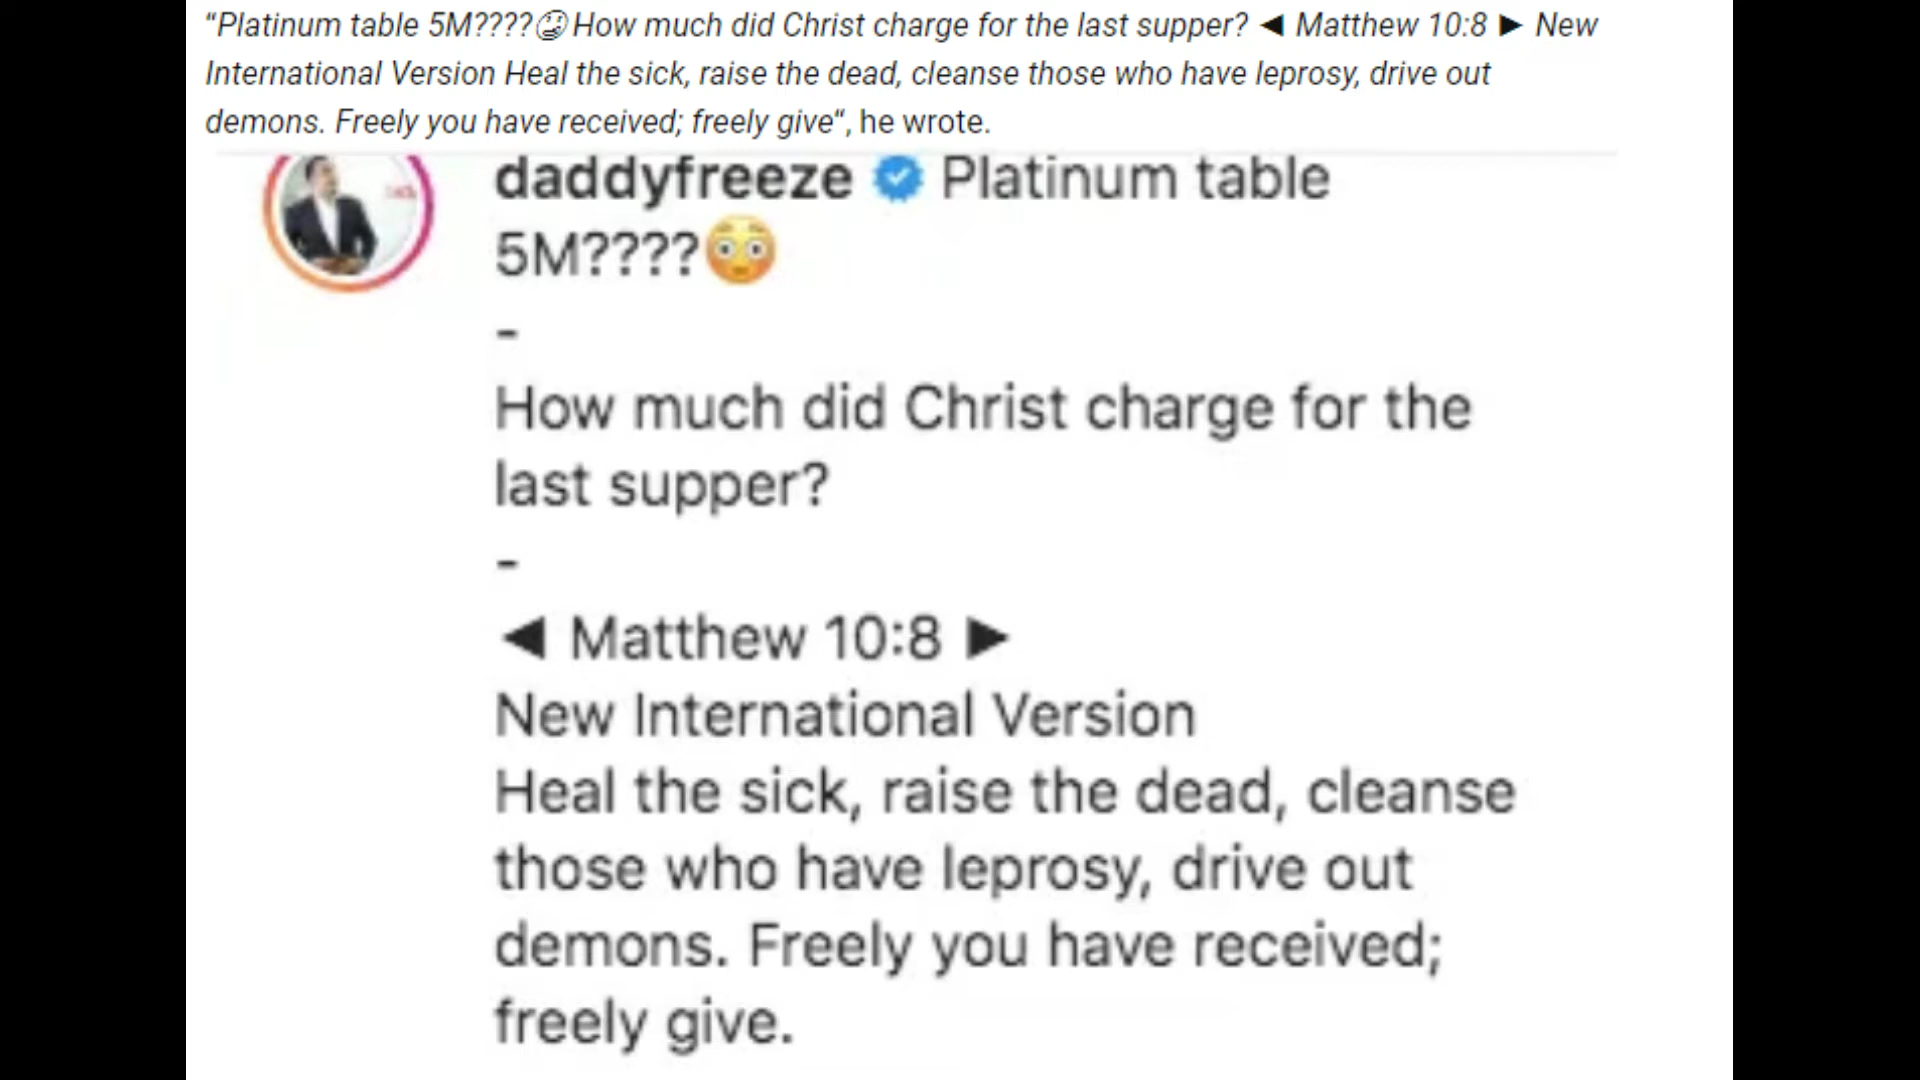 “Platinum table 5M????😳 How much did Christ charge for the last supper? ◄ Matthew 10:8 ► New
International Version Heal the sick, raise the dead, cleanse those who have leprosy, drive out
demons. Freely you have received; freely give“, he wrote.
daddyfreeze Platinum table
5M????😳
-
How much did Christ charge for the
last supper?
-
◄ Matthew 10:8 ►
New International Version
Heal the sick, raise the dead, cleanse
those who have leprosy, drive out
demons. Freely you have received;
freely give.